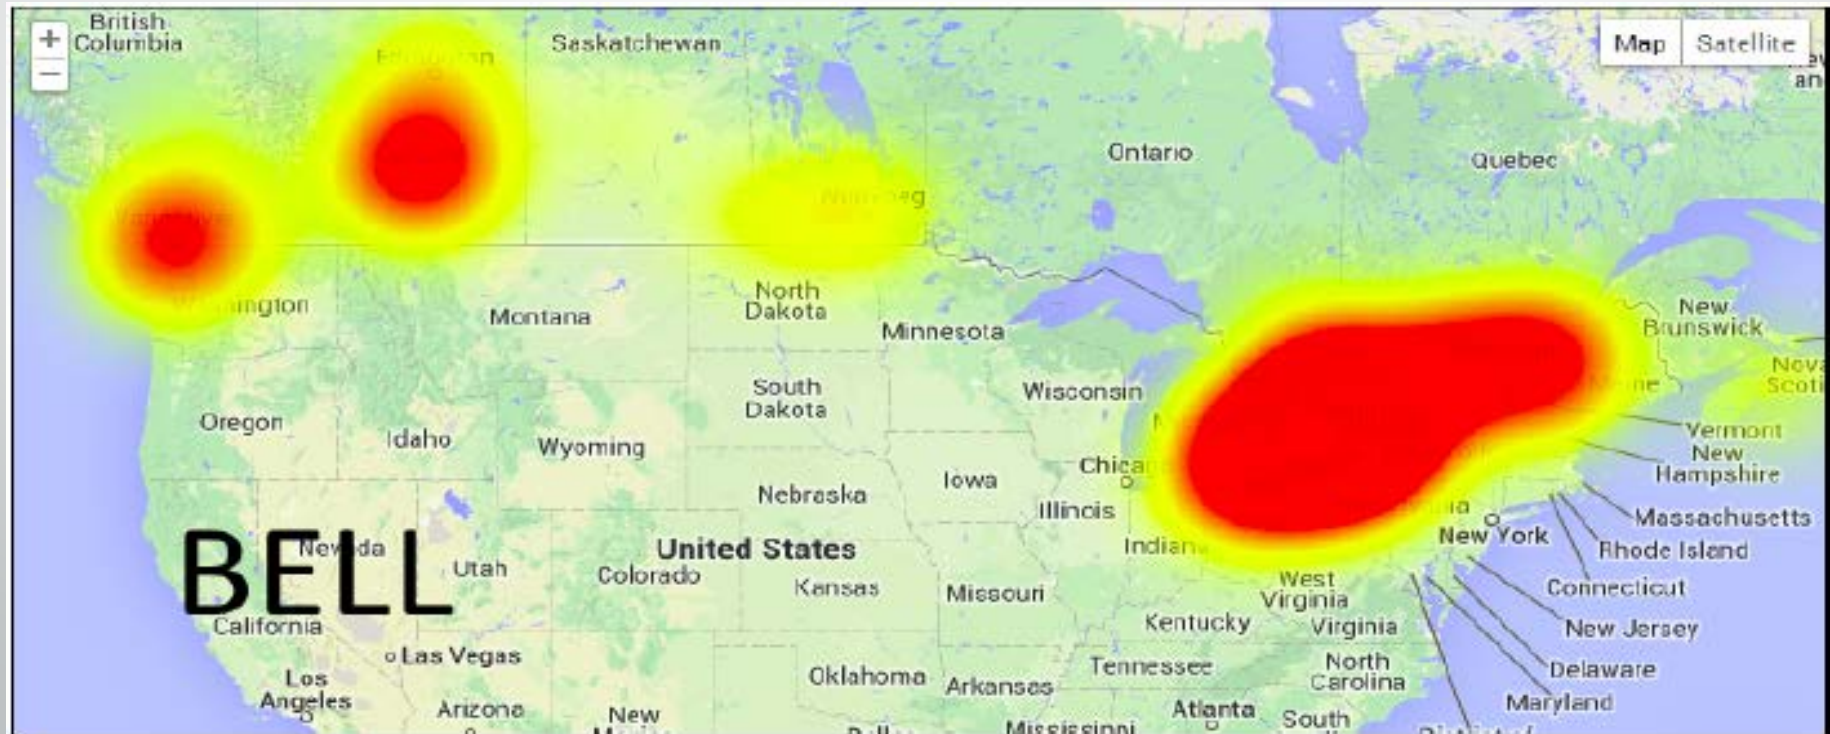 British
Columbia
+
−
Saskatchewan
Map
Satellite
Ontario
Quebec
Montana
North
Dakota
Minnesota
New
Brunswick
South
Dakota
Wisconsin
Oregon
Idaho
Wyoming
Vermont
New
Hampshire
Nebraska
Iowa
Illinois
Massachusetts
New York
Rhode Island
BELL
Nevada
Utah
United States
Colorado
Kansas
Missouri
West
Virginia
Connecticut
California
Kentucky
Virginia
New Jersey
Las Vegas
Tennessee
North
Carolina
Delaware
Los
Angeles
Oklahoma
Arkansas
Maryland
Arizona
New
Atlanta
South
Mississippi